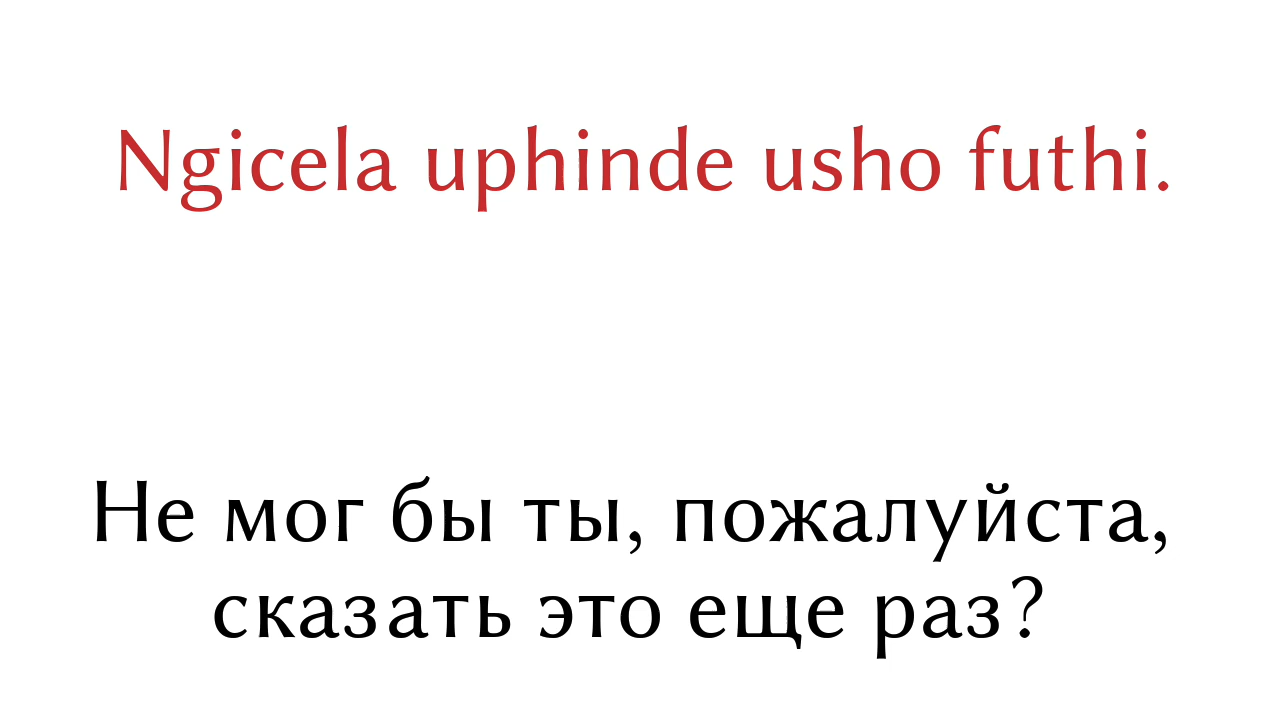 Ngicela uphinde usho futhi.
Не мог бы ты, пожалуйста,
сказать это еще раз?